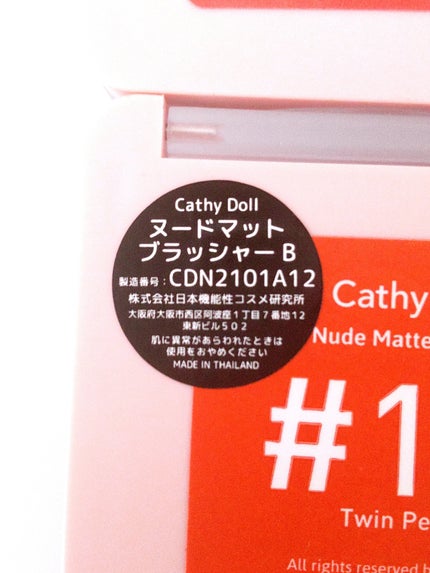 Cathy Doll
ヌードマット
ブラッシャー B
製造番号：CDN2101A12
株式会社日本機能性コスメ研究所
大阪府大阪市西区阿波座１丁目７番地１２
東新ビル５０２
肌に異常があらわれたときは
使用をおやめください
MADE IN THAILAND
Cathy
Nude Matte
#1
Twin Pe
All rights reserved b